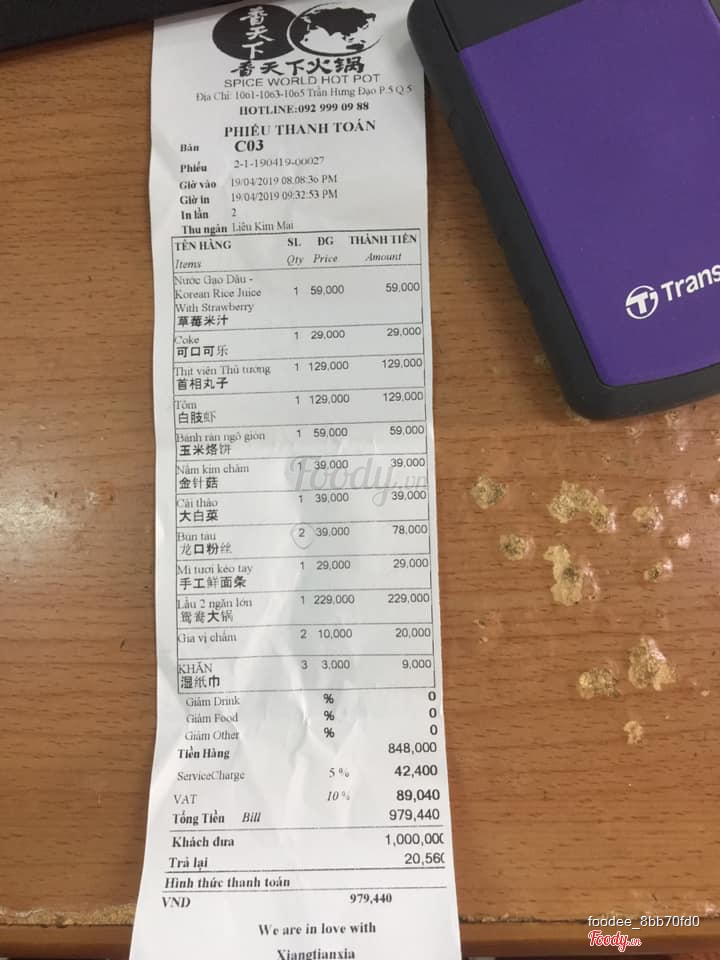 香天下
香天下火锅
SPICE WORLD HOT POT
Địa Chỉ: 1061-1063-1065 Trần Hưng Đạo P.5 Q 5
HOTLINE:092 999 09 88
PHIẾU THANH TOÁN
Bàn C03
Phiếu 2-1-190419-00027
Giờ vào 19/04/2019 08:08:36 PM
Giờ in 19/04/2019 09:32:53 PM
In lần 2
Thu ngân Liêu Kim Mai
TÊN HÀNG SL ĐG THÀNH TIỀN
Items Qty Price Amount
Nước Gạo Dâu -
Korean Rice Juice 1 59,000 59,000
With Strawberry
草莓米汁
Coke 1 29,000 29,000
可口可乐
Thịt viên Thủ tướng 1 129,000 129,000
首相丸子
Tôm 1 129,000 129,000
白肢虾
Bánh rán ngô giòn 1 59,000 59,000
玉米烙饼
Nấm kim châm 1 39,000 39,000
金针菇
Cải thảo 1 39,000 39,000
大白菜
Bún tàu 2 39,000 78,000
龙口粉丝
Mì tươi kéo tay 1 29,000 29,000
手工鲜面条
Lẩu 2 ngăn lớn 1 229,000 229,000
鸳鸯大锅
Gia vị chấm 2 10,000 20,000
KHĂN 3 3,000 9,000
湿纸巾
Giảm Drink % 0
Giảm Food % 0
Giảm Other % 0
Tiền Hàng 848,000
ServiceCharge 5 % 42,400
VAT 10 % 89,040
Tổng Tiền Bill 979,440
Khách đưa 1,000,000
Trả lại 20,560
Hình thức thanh toán
VND 979,440
We are in love with
Xiangtianxia
Trans
Foody.vn
foodee_8bb70fd0
Foody.vn